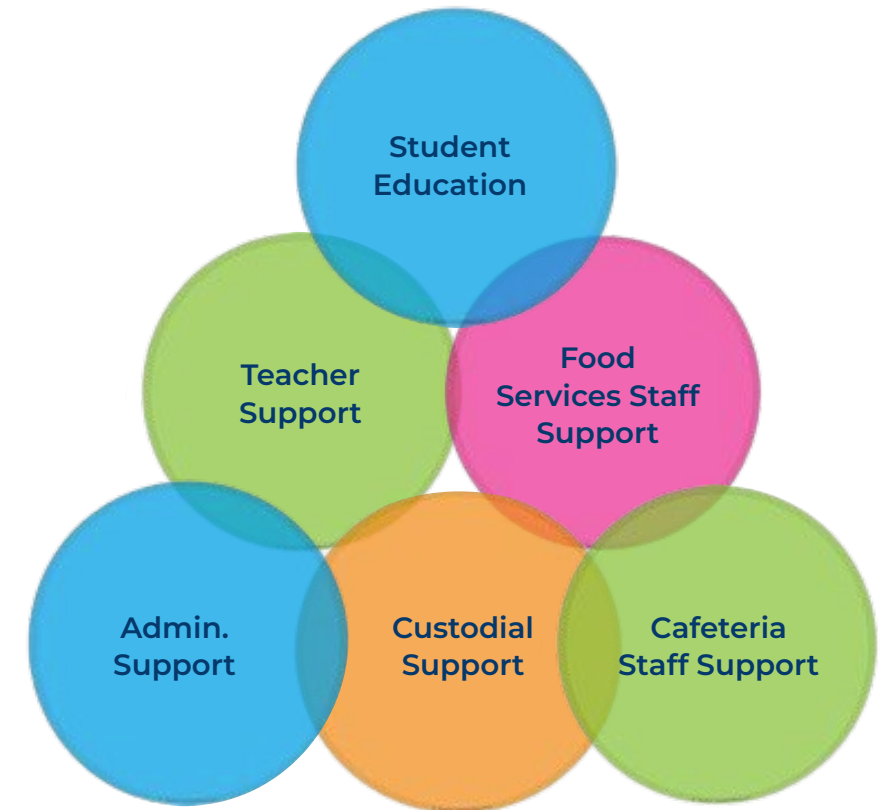 Student
Education
Teacher
Support
Food
Services Staff
Support
Admin.
Support
Custodial
Support
Cafeteria
Staff Support